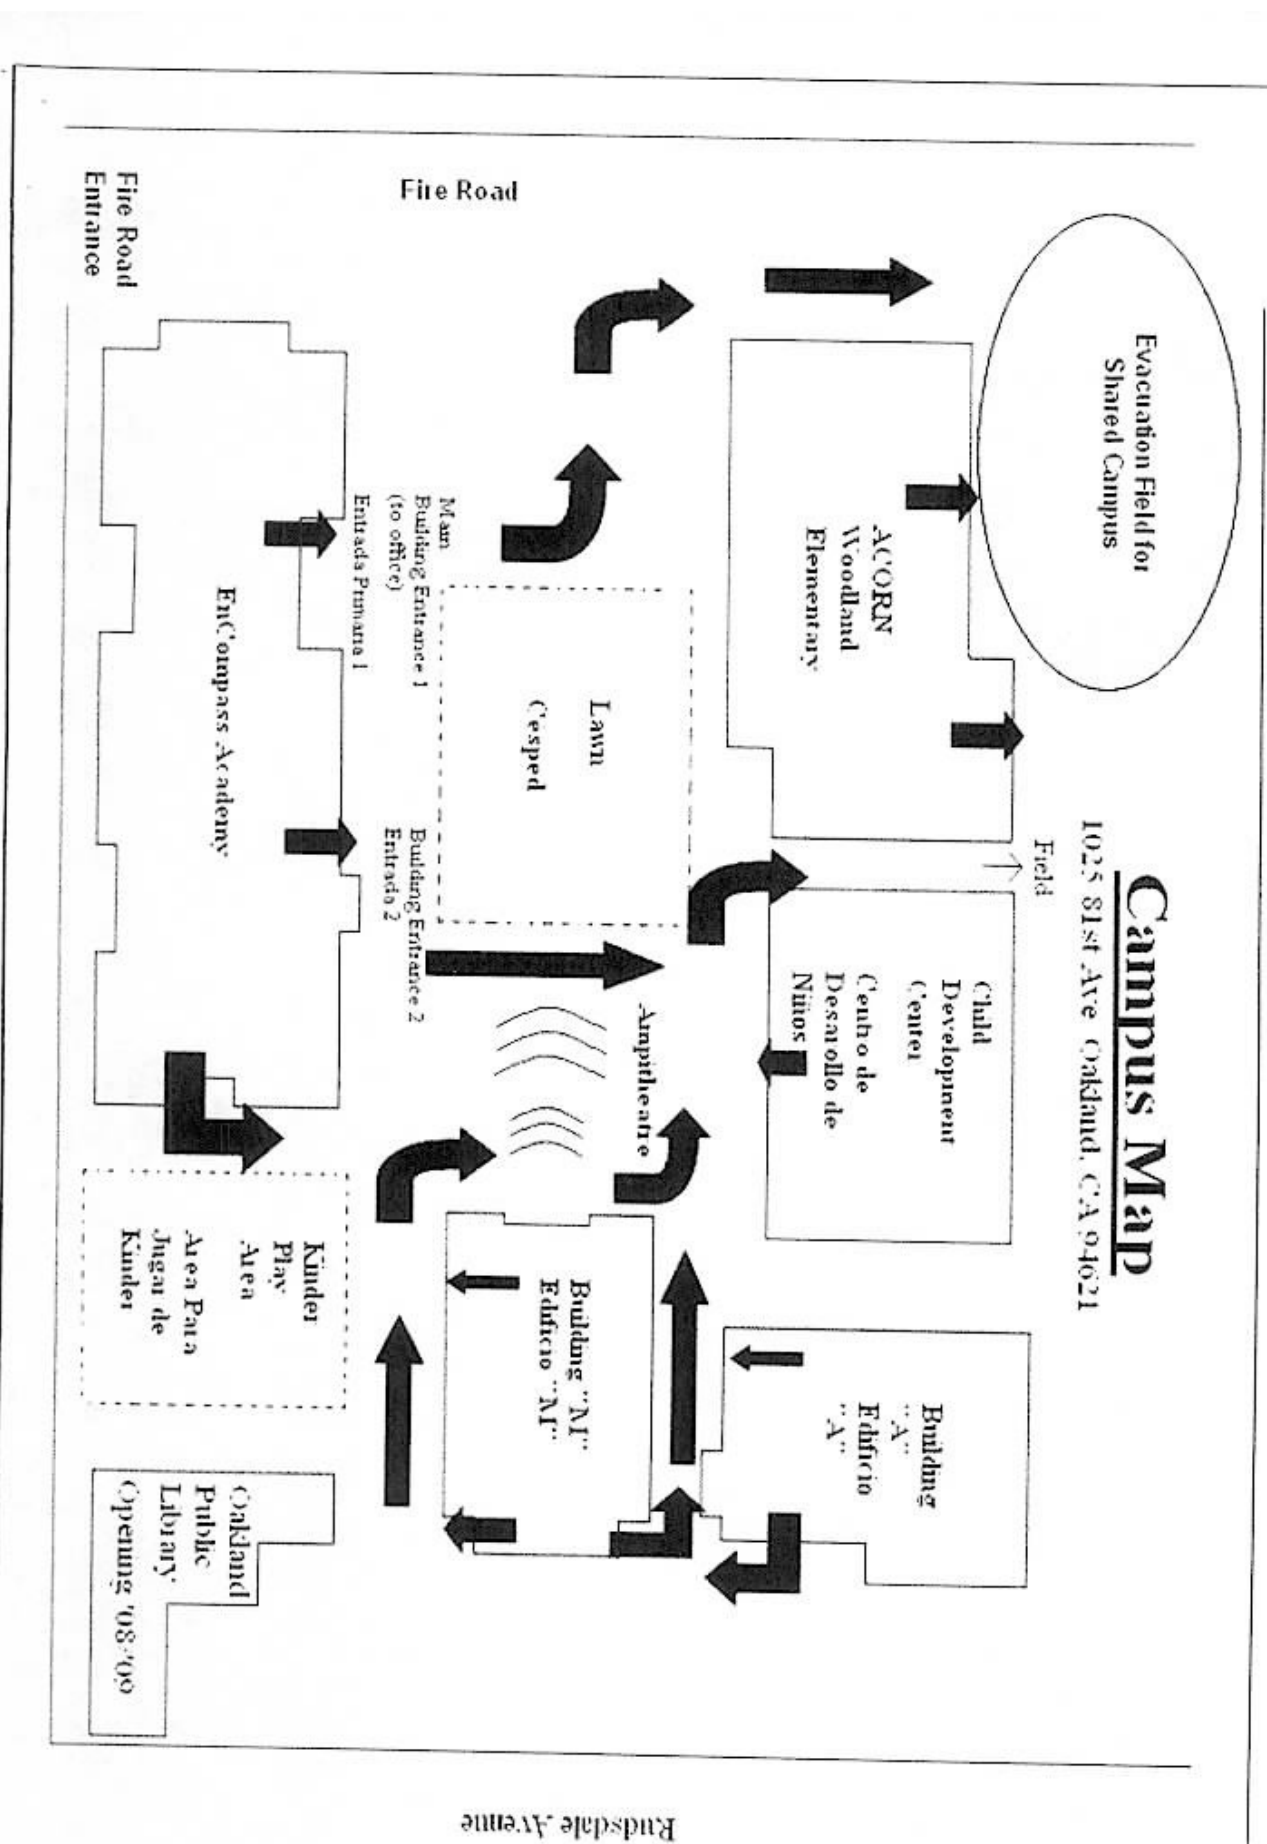 Campus Map
1025 81st Ave Oakland, CA 94621
Evacuation Field for
Shared Campus
Field
ACORN
Woodland
Elementary
Child
Development
Center
Centro de
Desarollo de
Niños
Building
"A"
Edificio
"A"
Fire Road
Lawn
Cesped
Ampitheatre
Building "M"
Edificio "M"
Main
Building Entrance 1
(to office)
Entrada Primaria 1
Building Entrance 2
Entrada 2
EnCompass Academy
Kinder
Play
Area
Area Para
Jugar de
Kinder
Oakland
Public
Library
Opening '08-'09
Fire Road
Entrance
Rudsdale Avenue